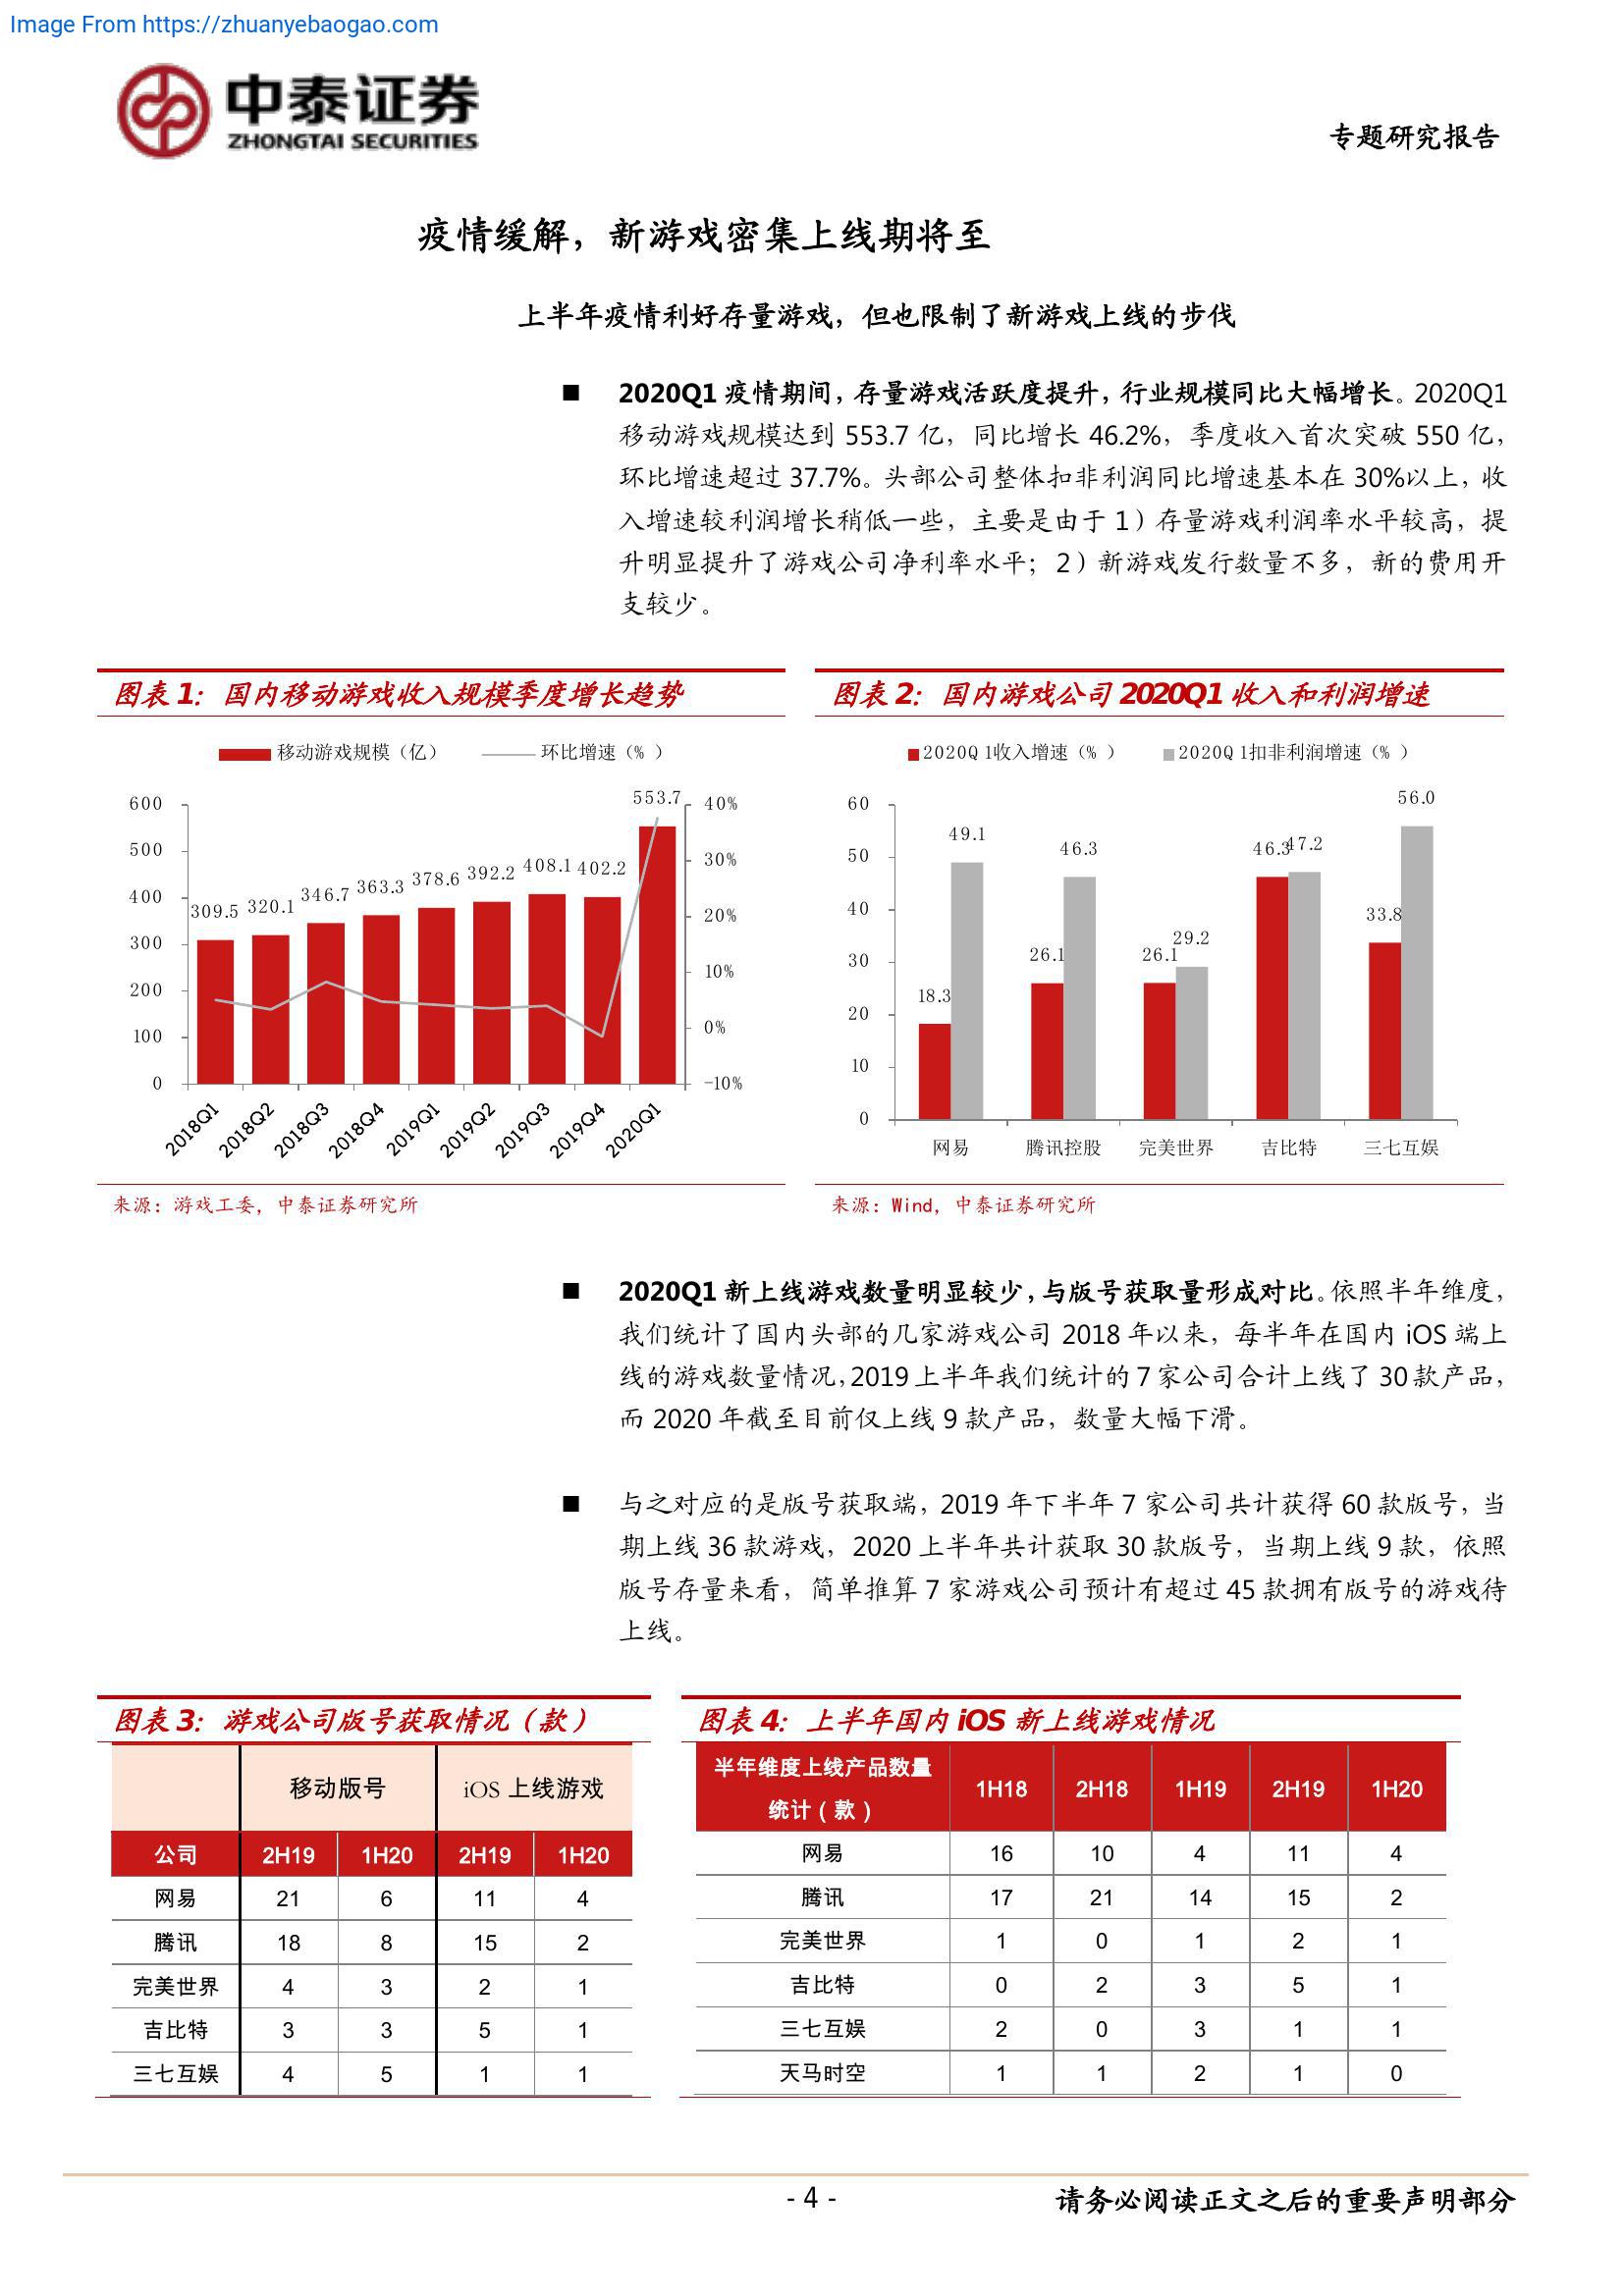 Image From https://zhuanyebaogao.com
中泰证券
ZHONGTAI SECURITIES
专题研究报告
疫情缓解，新游戏密集上线期将至
上半年疫情利好存量游戏，但也限制了新游戏上线的步伐
■ 2020Q1 疫情期间，存量游戏活跃度提升，行业规模同比大幅增长。2020Q1
移动游戏规模达到 553.7 亿，同比增长 46.2%，季度收入首次突破 550 亿，
环比增速超过 37.7%。头部公司整体扣非利润同比增速基本在 30%以上，收
入增速较利润增长稍低一些，主要是由于 1）存量游戏利润率水平较高，提
升明显提升了游戏公司净利率水平；2）新游戏发行数量不多，新的费用开
支较少。
图表 1：国内移动游戏收入规模季度增长趋势
移动游戏规模（亿） 环比增速（%）
600 500 400 300 200 100 0
309.5 320.1 346.7 363.3 378.6 392.2 408.1 402.2 553.7
40% 30% 20% 10% 0% -10%
2018Q1 2018Q2 2018Q3 2018Q4 2019Q1 2019Q2 2019Q3 2019Q4 2020Q1
来源：游戏工委，中泰证券研究所
图表 2：国内游戏公司 2020Q1 收入和利润增速
2020Q1收入增速（%） 2020Q1扣非利润增速（%）
60 50 40 30 20 10 0
18.3 49.1 26.1 46.3 26.1 29.2 46.3 47.2 33.8 56.0
网易 腾讯控股 完美世界 吉比特 三七互娱
来源：Wind，中泰证券研究所
■ 2020Q1 新上线游戏数量明显较少，与版号获取量形成对比。依照半年维度，
我们统计了国内头部的几家游戏公司 2018 年以来，每半年在国内 iOS 端上
线的游戏数量情况，2019 上半年我们统计的 7 家公司合计上线了 30 款产品，
而 2020 年截至目前仅上线 9 款产品，数量大幅下滑。
■ 与之对应的是版号获取端，2019 年下半年 7 家公司共计获得 60 款版号，当
期上线 36 款游戏，2020 上半年共计获取 30 款版号，当期上线 9 款，依照
版号存量来看，简单推算 7 家游戏公司预计有超过 45 款拥有版号的游戏待
上线。
图表 3：游戏公司版号获取情况（款）
移动版号 iOS 上线游戏
公司 2H19 1H20 2H19 1H20
网易 21 6 11 4
腾讯 18 8 15 2
完美世界 4 3 2 1
吉比特 3 3 5 1
三七互娱 4 5 1 1
图表 4：上半年国内 iOS 新上线游戏情况
半年维度上线产品数量
统计（款） 1H18 2H18 1H19 2H19 1H20
网易 16 10 4 11 4
腾讯 17 21 14 15 2
完美世界 1 0 1 2 1
吉比特 0 2 3 5 1
三七互娱 2 0 3 1 1
天马时空 1 1 2 1 0
- 4 -
请务必阅读正文之后的重要声明部分